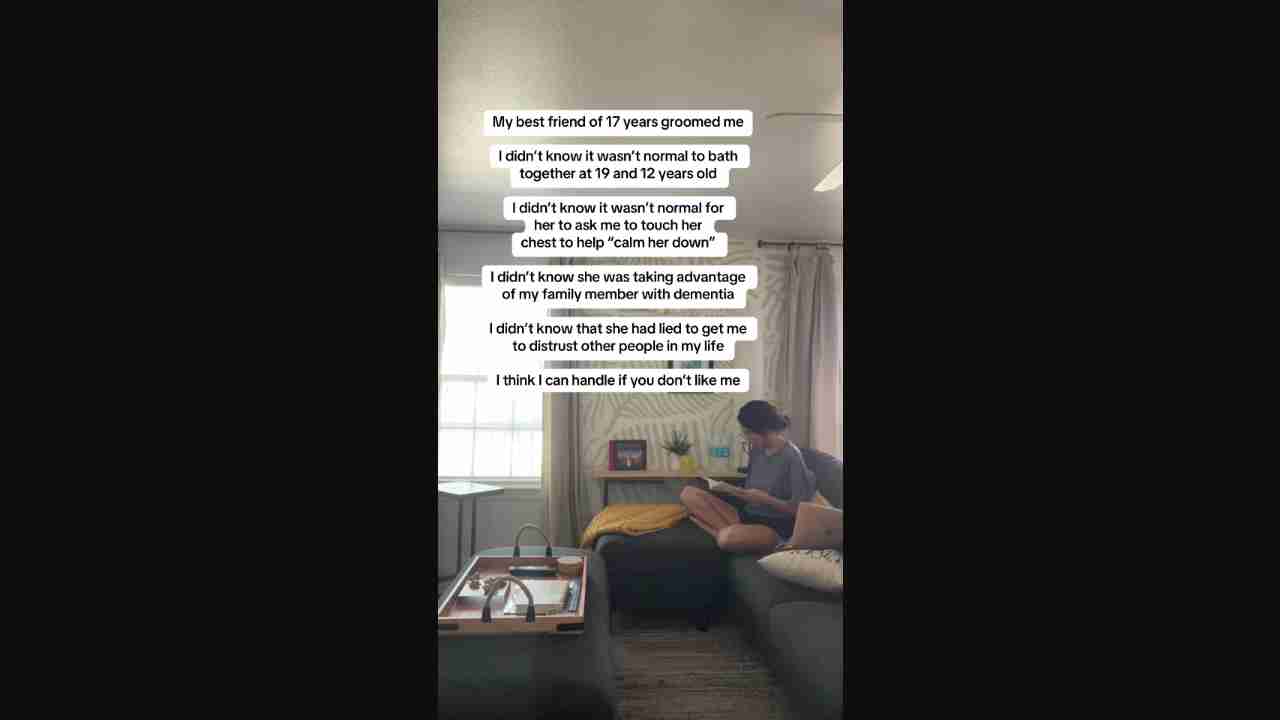 My best friend of 17 years groomed me
I didn't know it wasn't normal to bath
together at 19 and 12 years old
I didn't know it wasn't normal for
her to ask me to touch her
chest to help “calm her down”
I didn't know she was taking advantage
of my family member with dementia
I didn't know that she had lied to get me
to distrust other people in my life
I think I can handle if you don't like me